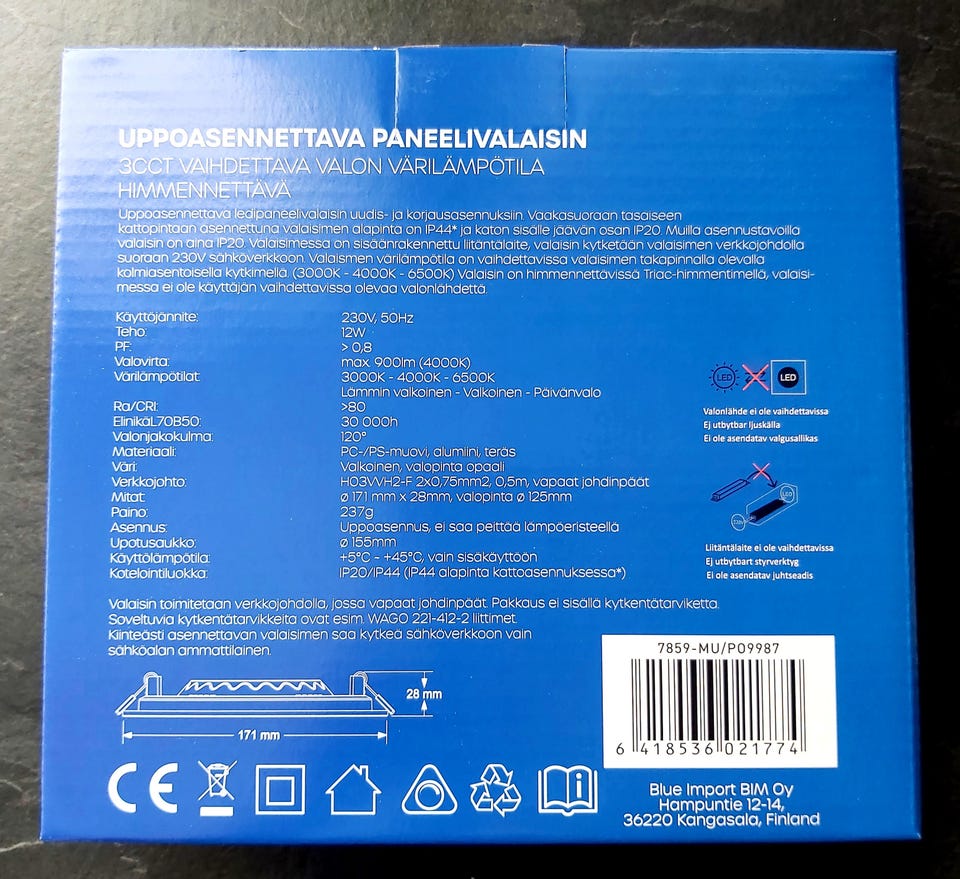 UPPOASENNETTAVA PANEELIVALAISIN
3CCT VAIHDETTAVA VALON VÄRILÄMPÖTILA
HIMMENNETTÄVÄ
Uppoasennettava ledipaneelivalaisin uudis- ja korjausasennuksiin. Vaakasuoraan tasaiseen
kattopintaan asennettuna valaisimen alapinta on IP44* ja katon sisälle jäävän osan IP20. Muilla asennustavoilla
valaisin on aina IP20. Valaisimessa on sisäänrakennettu liitäntälaite, valaisin kytketään valaisimen verkkojohdolla
suoraan 230V sähköverkkoon. Valaismen värilämpötila on vaihdettavissa valaisimen takapinnalla olevalla
kolmiasentoisella kytkimellä. (3000K - 4000K - 6500K) Valaisin on himmennettävissä Triac-himmentimellä, valaisi-
messa ei ole käyttäjän vaihdettavissa olevaa valonlähdettä.
Käyttöjännite: 230V, 50Hz
Teho: 12W
PF: > 0,8
Valovirta: max. 900lm (4000K)
Värilämpötilat: 3000K - 4000K - 6500K
Lämmin valkoinen - Valkoinen - Päivänvalo
Ra/CRI: >80
ElinikäL70B50: 30 000h
Valonjakokulma: 120°
Materiaali: PC-/PS-muovi, alumiini, teräs
Väri: Valkoinen, valopinta opaali
Verkkojohto: H03VVH2-F 2x0,75mm2, 0,5m, vapaat johdinpäät
Mitat: ø 171 mm x 28mm, valopinta ø 125mm
Paino: 237g
Asennus: Uppoasennus, ei saa peittää lämpöeristeellä
Upotusaukko: ø 155mm
Käyttölämpötila: +5°C - +45°C, vain sisäkäyttöön
Kotelointiluokka: IP20/IP44 (IP44 alapinta kattoasennuksessa*)
LED LED
Valonlähde ei ole vaihdettavissa
Ej utbytbar ljuskälla
Ei ole asendatav valgusallikas
LED
220V
Liitäntälaite ei ole vaihdettavissa
Ej utbytbart styrverktyg
Ei ole asendatav juhtseadis
Valaisin toimitetaan verkkojohdolla, jossa vapaat johdinpäät. Pakkaus ei sisällä kytkentätarviketta.
Soveltuvia kytkentätarvikkeita ovat esim. WAGO 221-412-2 liittimet.
Kiinteästi asennettavan valaisimen saa kytkeä sähköverkkoon vain
sähköalan ammattilainen.
28 mm
171 mm
CE
7859-MU/PO9987
6 418536 021774
Blue Import BIM Oy
Hampuntie 12-14,
36220 Kangasala, Finland